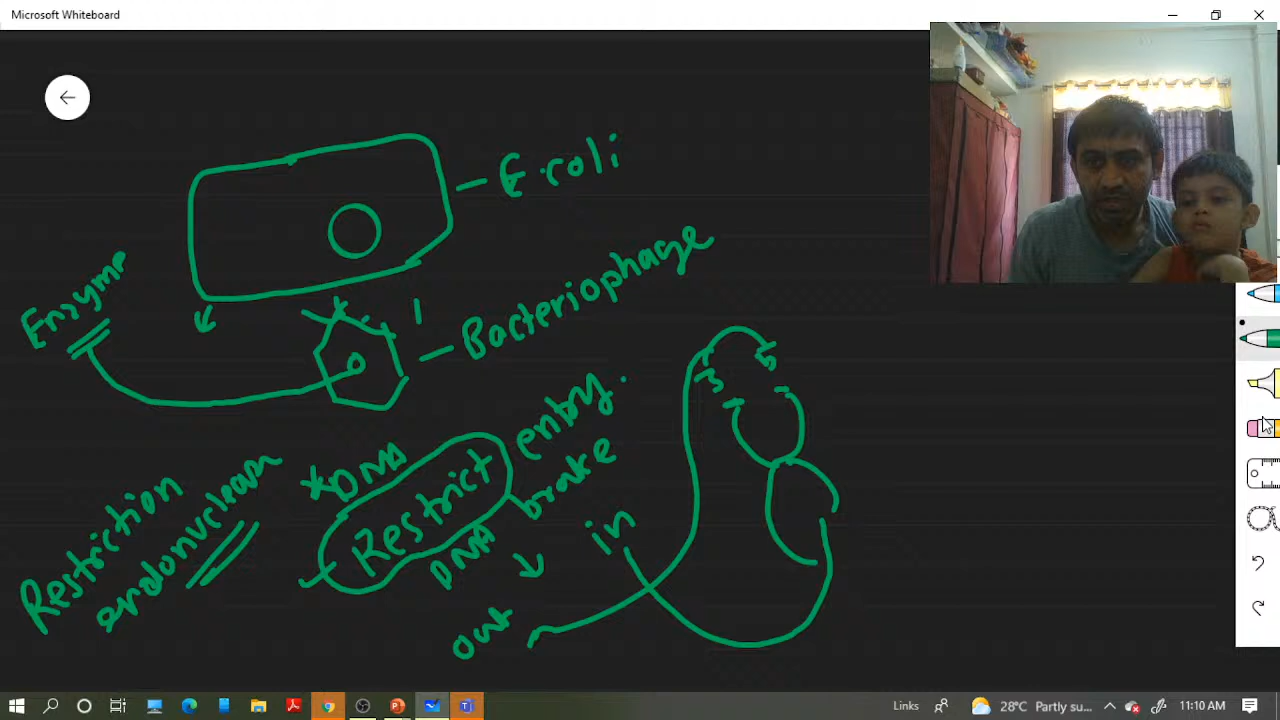 Microsoft Whiteboard
E.coli
Enzyme
Bacteriophage
*DNA
Restrict
entry.
brake
DNA
Restriction
endonuclease
in
out
3
5
28°C Partly su...
Links
11:10 AM